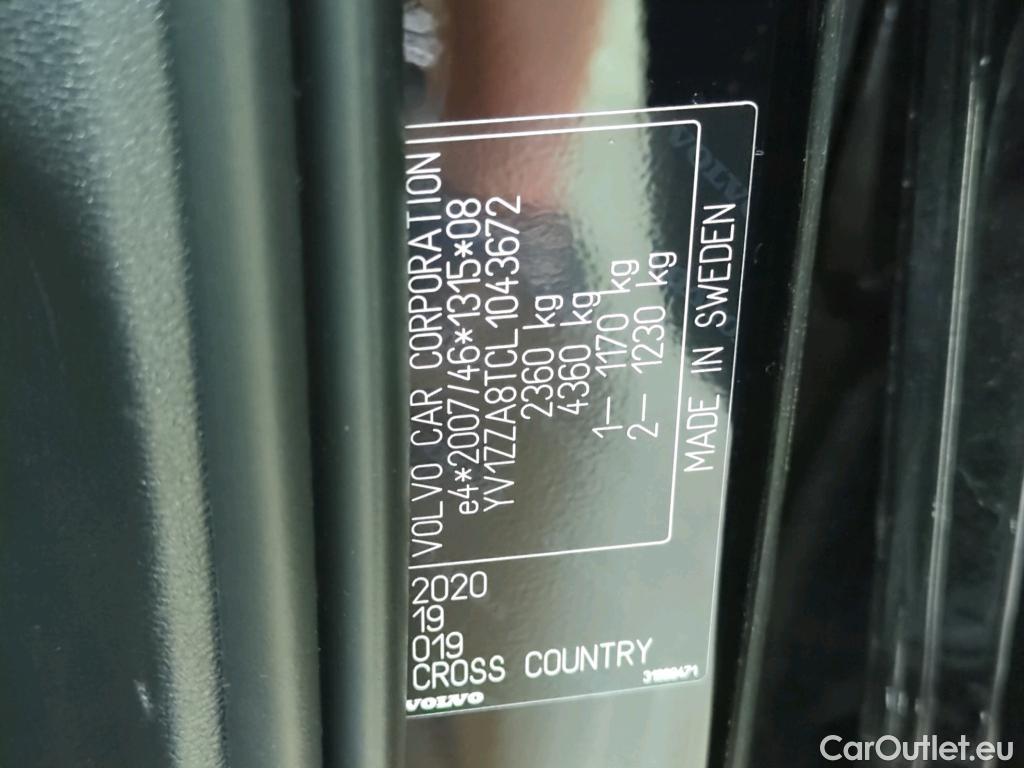 VOLVO CAR CORPORATION
e4*2007/46*1315*08
YV1ZZA8TCL1043672
2360 kg
4360 kg
1— 1170 kg
2— 1230 kg
MADE IN SWEDEN
VOLVO
2020
19
019
CROSS COUNTRY
VOLVO
CarOutlet.eu